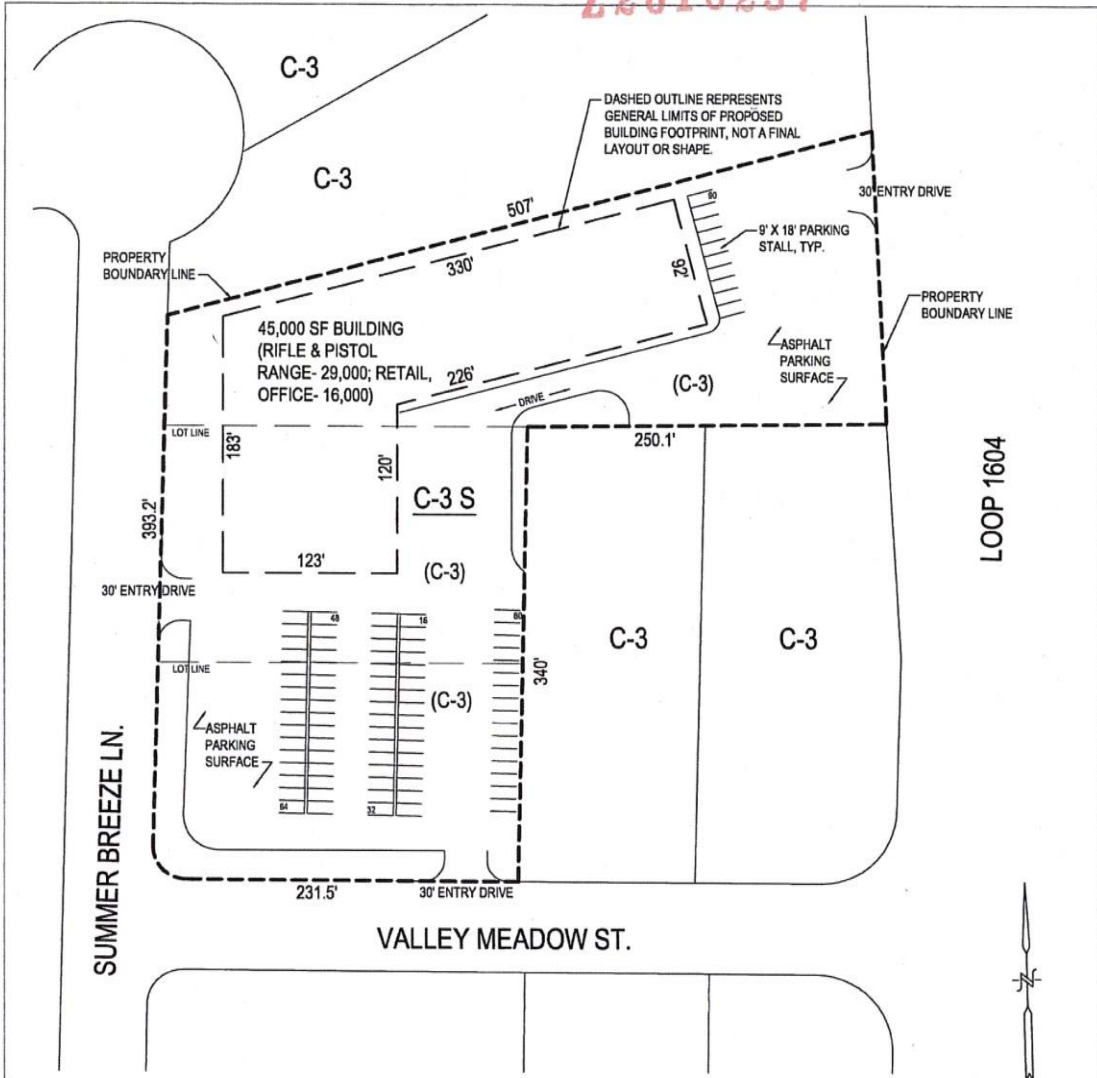 C-3
DASHED OUTLINE REPRESENTS
GENERAL LIMITS OF PROPOSED
BUILDING FOOTPRINT, NOT A FINAL
LAYOUT OR SHAPE.
C-3
507'
90
30' ENTRY DRIVE
9' X 18' PARKING
STALL, TYP.
PROPERTY
BOUNDARY LINE
330'
92'
PROPERTY
BOUNDARY LINE
45,000 SF BUILDING
(RIFLE & PISTOL
RANGE- 29,000; RETAIL,
OFFICE- 16,000)
226'
ASPHALT
PARKING
SURFACE
(C-3)
DRIVE
LOT LINE
183'
120'
250.1'
C-3 S
393.2'
LOOP 1604
123'
(C-3)
30' ENTRY DRIVE
48
16
80
C-3
C-3
LOT LINE
340'
(C-3)
ASPHALT
PARKING
SURFACE
64
32
SUMMER BREEZE LN.
231.5'
30' ENTRY DRIVE
VALLEY MEADOW ST.
N